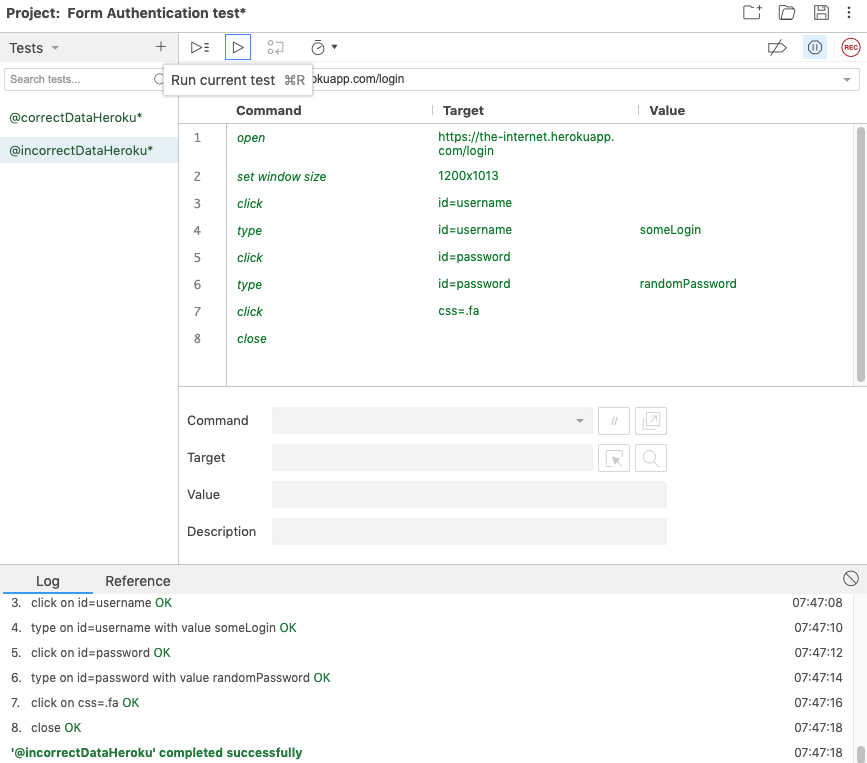 Project: Form Authentication test*
Tests
REC
Search tests...
Run current test ⌘R
okuapp.com/login
@correctDataHeroku*
@incorrectDataHeroku*
Command Target Value
1 open https://the-internet.herokuapp.
com/login
2 set window size 1200x1013
3 click id=username
4 type id=username someLogin
5 click id=password
6 type id=password randomPassword
7 click css=.fa
8 close
Command //
Target
Value
Description
Log Reference
3. click on id=username OK 07:47:08
4. type on id=username with value someLogin OK 07:47:10
5. click on id=password OK 07:47:12
6. type on id=password with value randomPassword OK 07:47:14
7. click on css=.fa OK 07:47:16
8. close OK 07:47:18
'@incorrectDataHeroku' completed successfully 07:47:18